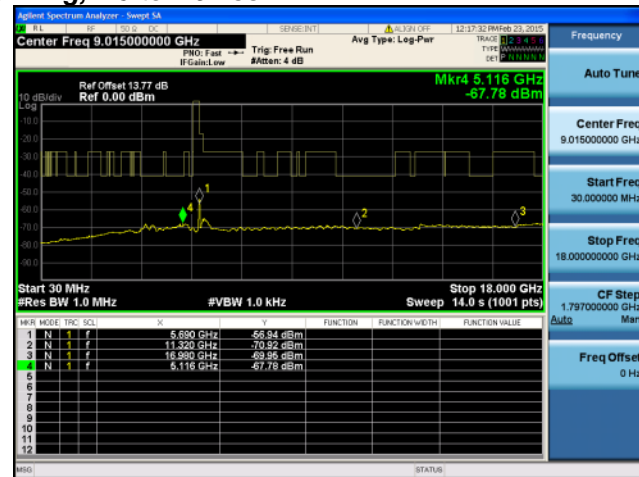 Agilent Spectrum Analyzer - Swept SA
RL RF 50 Ω DC SENSE:INT ALIGN OFF 12:17:32 PM Feb 23, 2015
Center Freq 9.015000000 GHz
PNO: Fast
IFGain:Low
Trig: Free Run
#Atten: 4 dB
Avg Type: Log-Pwr
TRACE 1 2 3 4 5 6
TYPE
DET P N N N N N
Ref Offset 13.77 dB
10 dB/div Ref 0.00 dBm
Log
Mkr4 5.116 GHz
-67.78 dBm
-10.0
-20.0
-30.0
-40.0
-50.0
-60.0
-70.0
-80.0
-90.0
1
2
3
4
Start 30 MHz
Stop 18.000 GHz
#Res BW 1.0 MHz #VBW 1.0 kHz Sweep 14.0 s (1001 pts)
MKR MODE TRC SCL X Y FUNCTION FUNCTION WIDTH FUNCTION VALUE
1 N 1 f 5.690 GHz -56.94 dBm
2 N 1 f 11.320 GHz -70.92 dBm
3 N 1 f 16.980 GHz -69.95 dBm
4 N 1 f 5.116 GHz -67.78 dBm
5
6
7
8
9
10
11
12
MSG STATUS
Frequency
Auto Tune
Center Freq
9.015000000 GHz
Start Freq
30.000000 MHz
Stop Freq
18.000000000 GHz
CF Step
1.797000000 GHz
Auto Man
Freq Offset
0 Hz